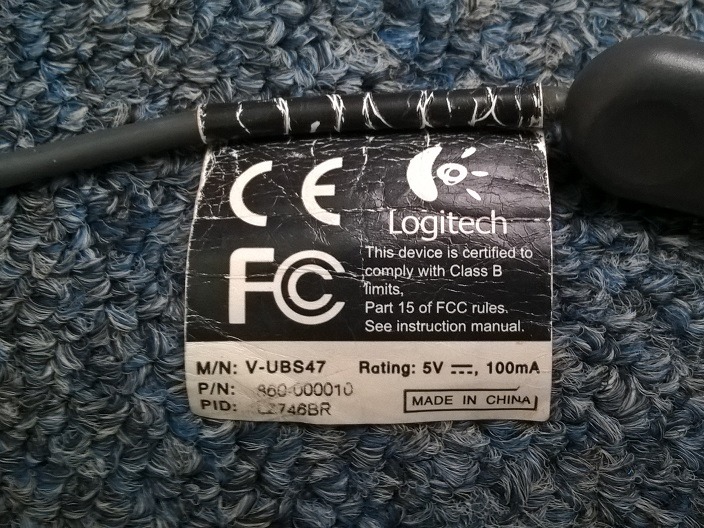 CE
Logitech
FC
This device is certified to
comply with Class B
limits,
Part 15 of FCC rules.
See instruction manual.
M/N: V-UBS47 Rating: 5V ⎓, 100mA
P/N: 860-000010
PID: LZ746BR
MADE IN CHINA